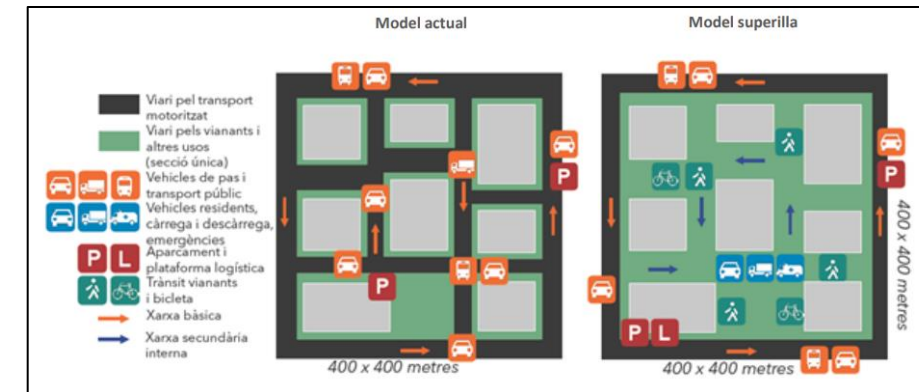 Model actual
Model superilla
Viari pel transport
motoritzat
Viari pels vianants i
altres usos
(secció única)
Vehicles de pas i
transport públic
Vehicles residents,
càrrega i descàrrega,
emergències
P L Aparcament i
plataforma logística
Trànsit vianants
i bicicleta
Xarxa bàsica
Xarxa secundària
interna
P
P
400 x 400 metres
P
P L
400 x 400 metres
400 x 400 metres